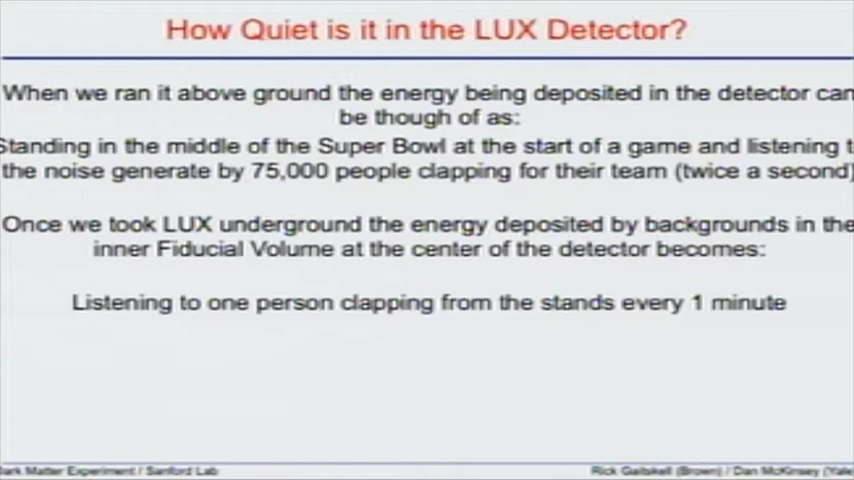 How Quiet is it in the LUX Detector?
When we ran it above ground the energy being deposited in the detector can
be though of as:
Standing in the middle of the Super Bowl at the start of a game and listening t
the noise generate by 75,000 people clapping for their team (twice a second)
Once we took LUX underground the energy deposited by backgrounds in the
inner Fiducial Volume at the center of the detector becomes:
Listening to one person clapping from the stands every 1 minute
Dark Matter Experiment / Sanford Lab
Rick Gaitskell (Brown) / Dan McKinsey (Yale)